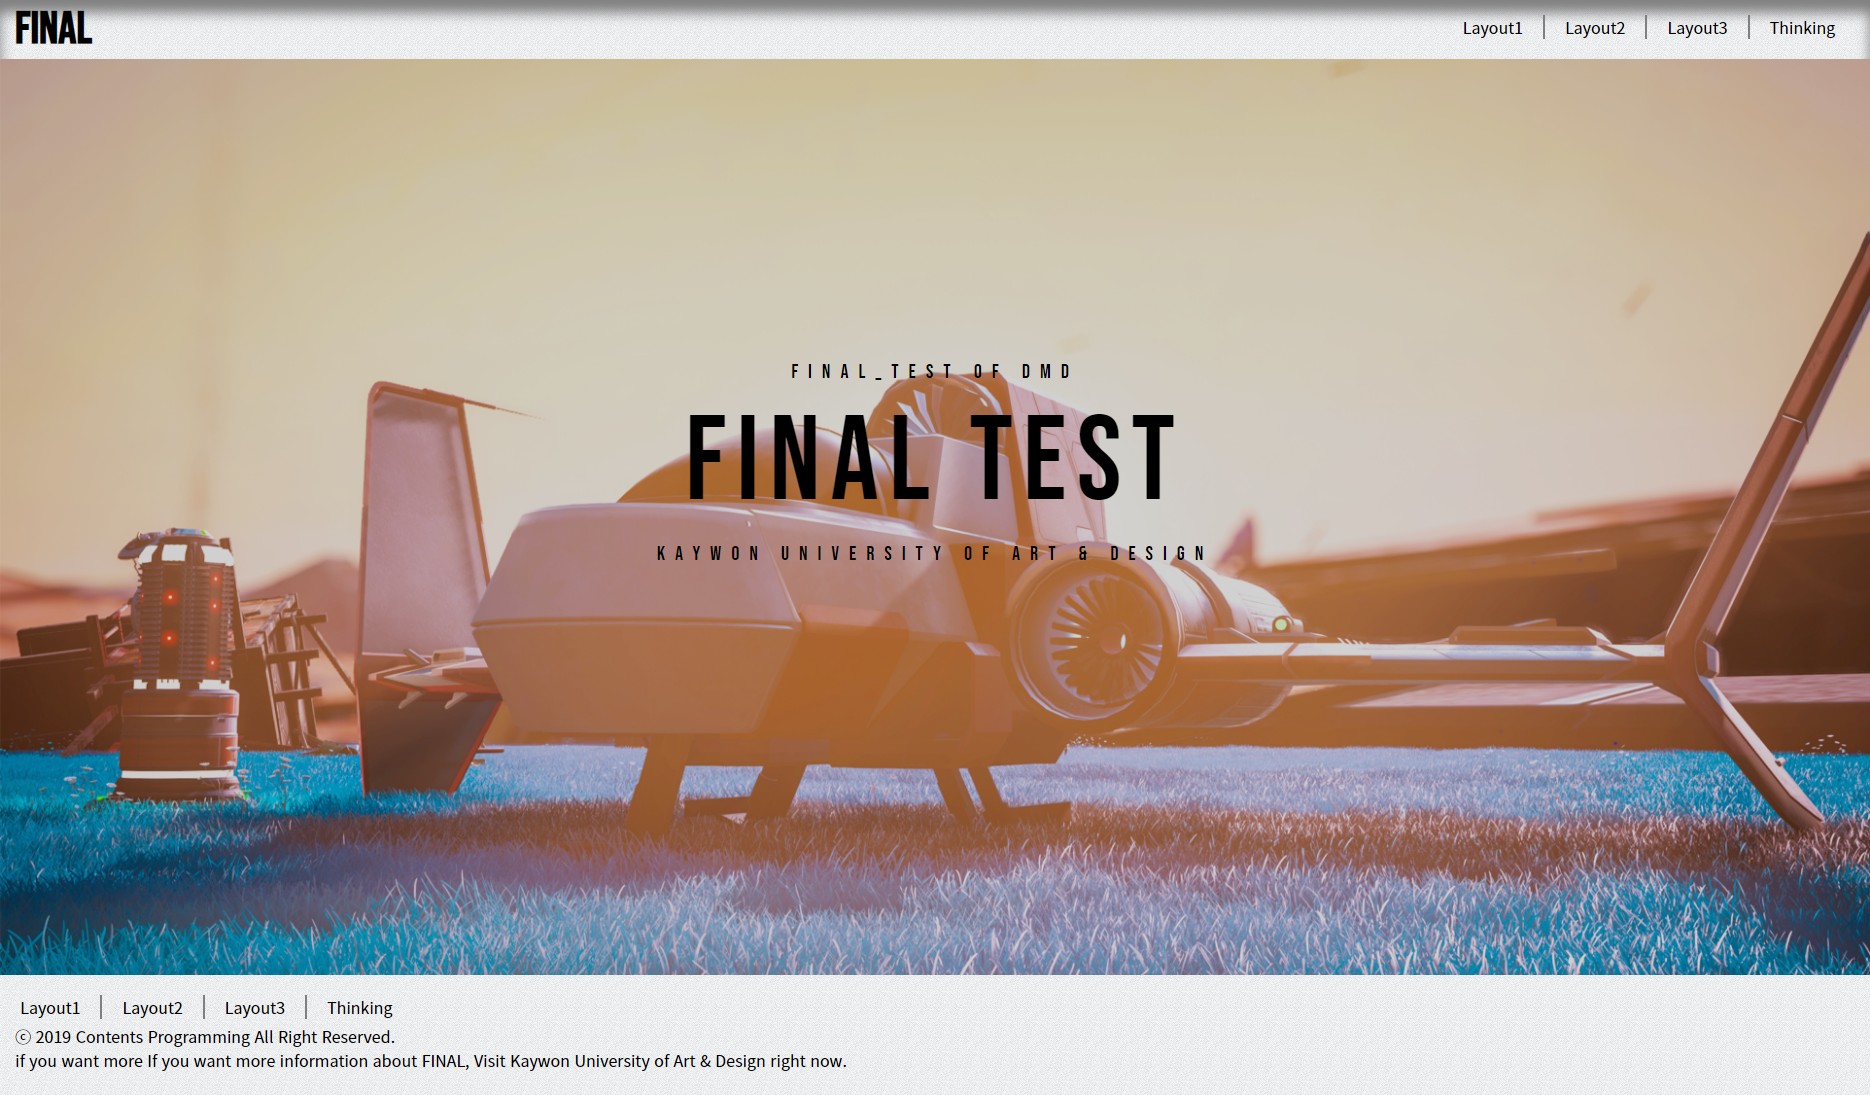 FINAL
Layout1
Layout2
Layout3
Thinking
FINAL_TEST OF DMD
FINAL TEST
KAYWON UNIVERSITY OF ART & DESIGN
Layout1
Layout2
Layout3
Thinking
ⓒ 2019 Contents Programming All Right Reserved.
if you want more If you want more information about FINAL, Visit Kaywon University of Art & Design right now.